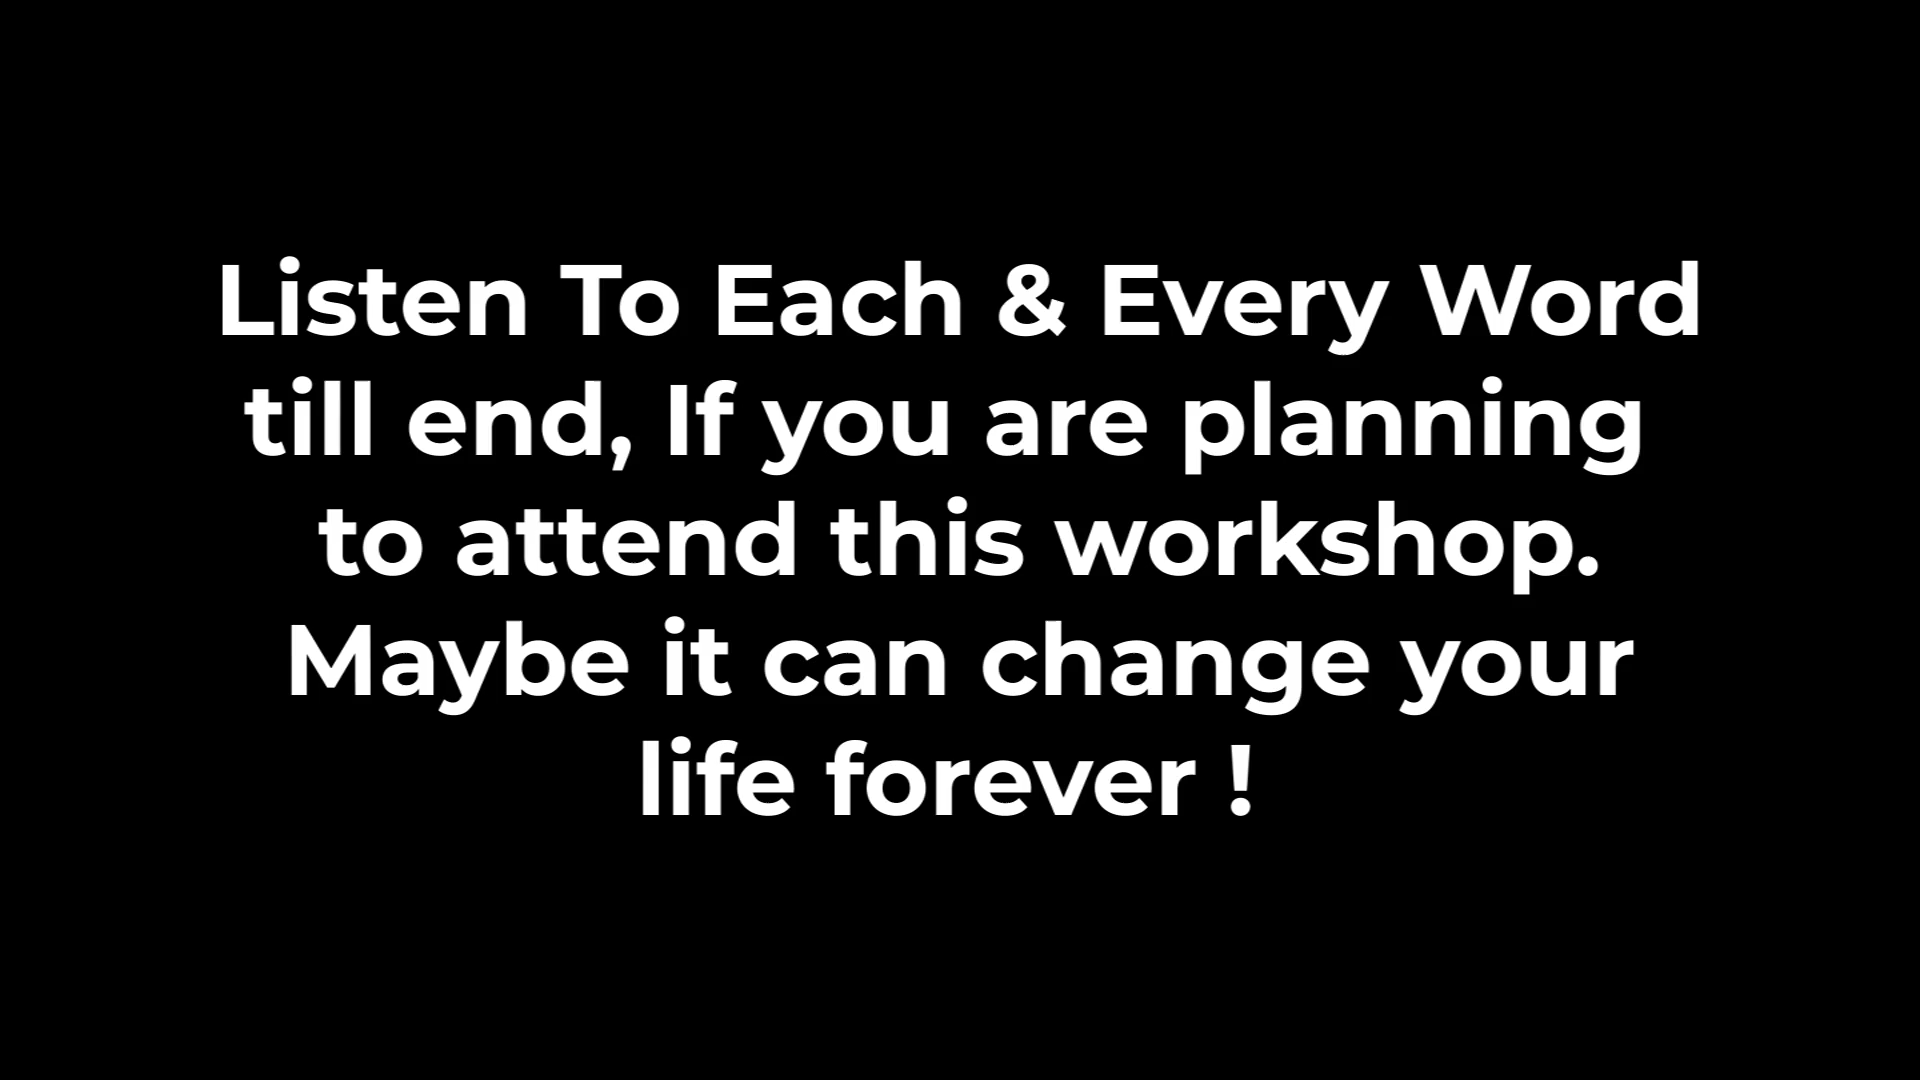 Listen To Each & Every Word
till end, If you are planning
to attend this workshop.
Maybe it can change your
life forever !